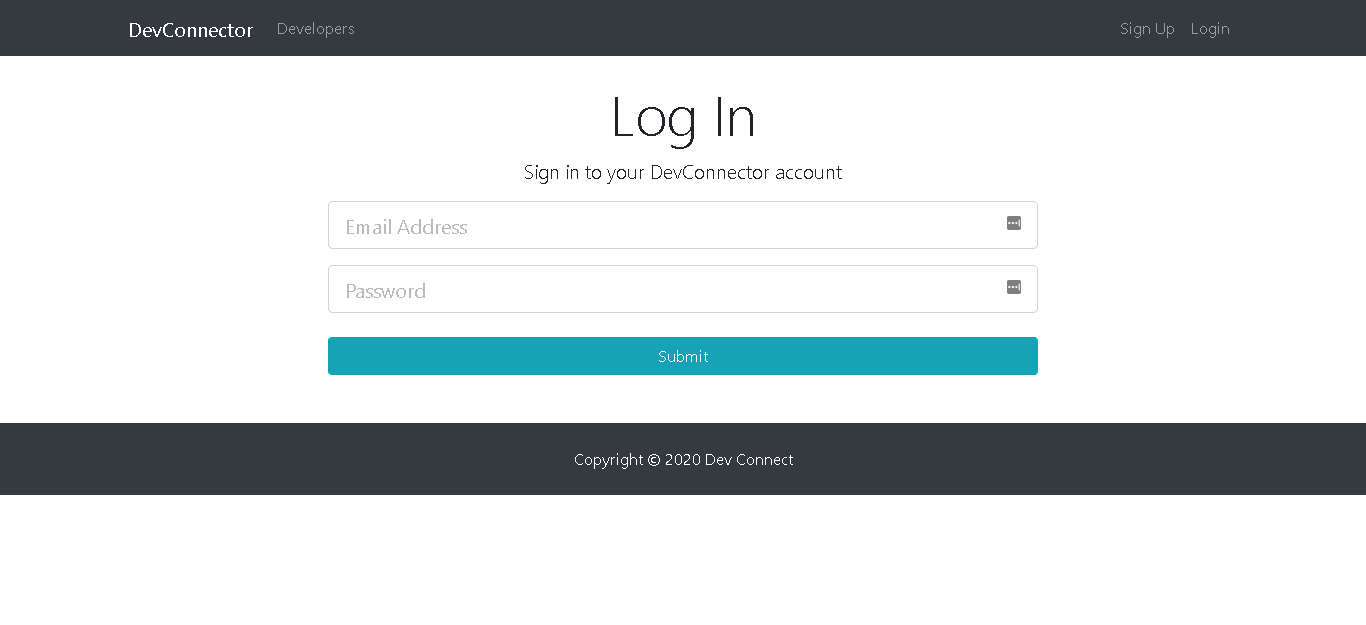 DevConnector Developers Sign Up Login
Log In
Sign in to your DevConnector account
Email Address
Password
Submit
Copyright © 2020 Dev Connect